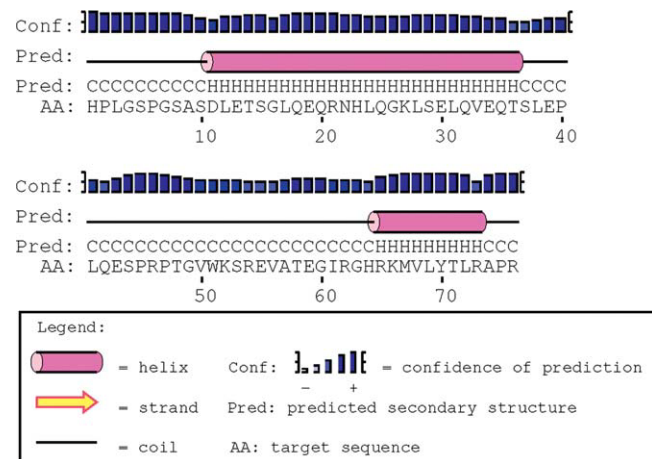 Conf:
Pred:
Pred: CCCCCCCCCCHHHHHHHHHHHHHHHHHHHHHHHHHHCCCC
AA: HPLGSPGSASDLETSGLQEQRNHLQGKLSELQVEQTSLEP
10 20 30 40
Conf:
Pred:
Pred: CCCCCCCCCCCCCCCCCCCCCCCCHHHHHHHHHCCC
AA: LQESPRPTGVWKSREVATEGIRGHRKMVLYTLRAPR
50 60 70
Legend:
= helix Conf: = confidence of prediction
- +
= strand Pred: predicted secondary structure
= coil AA: target sequence